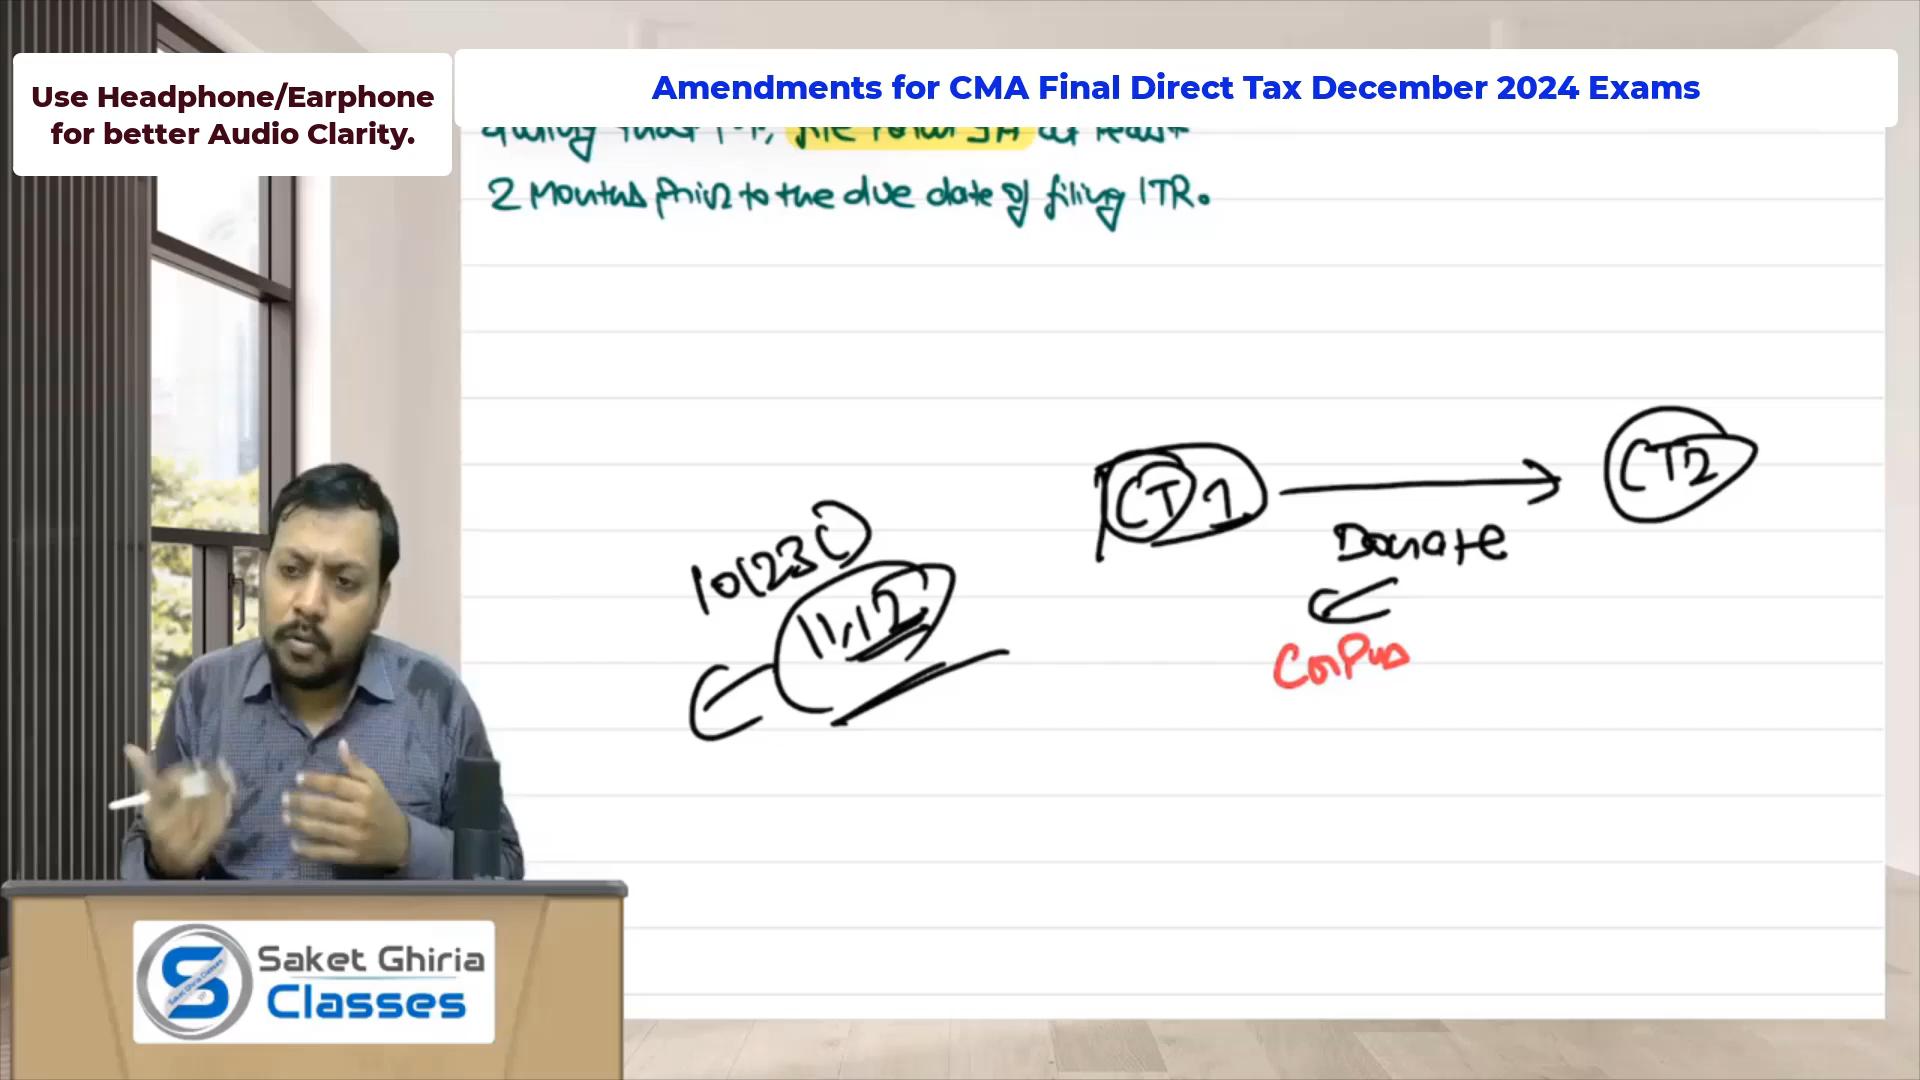 Use Headphone/Earphone
for better Audio Clarity.
Amendments for CMA Final Direct Tax December 2024 Exams
2 Months prior to the due date of filing ITR.
CT1
CT2
Donate
Corpus
10(23C)
11,12
Saket Ghiria
Classes